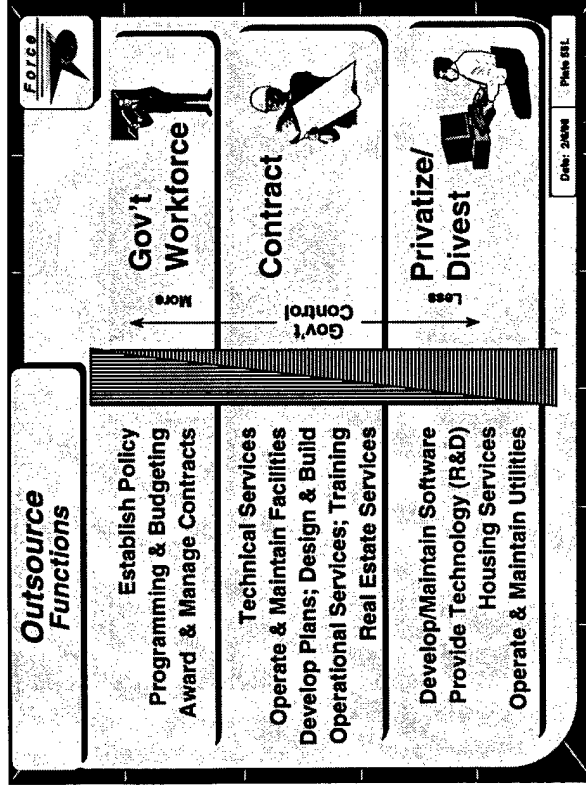 Outsource
Functions
Force
Establish Policy
Programming & Budgeting
Award & Manage Contracts
More
Gov't
Workforce
Technical Services
Operate & Maintain Facilities
Develop Plans; Design & Build
Operational Services; Training
Real Estate Services
Gov't
Control
Contract
Develop/Maintain Software
Provide Technology (R&D)
Housing Services
Operate & Maintain Utilities
Less
Privatize/
Divest
Date:
Plate